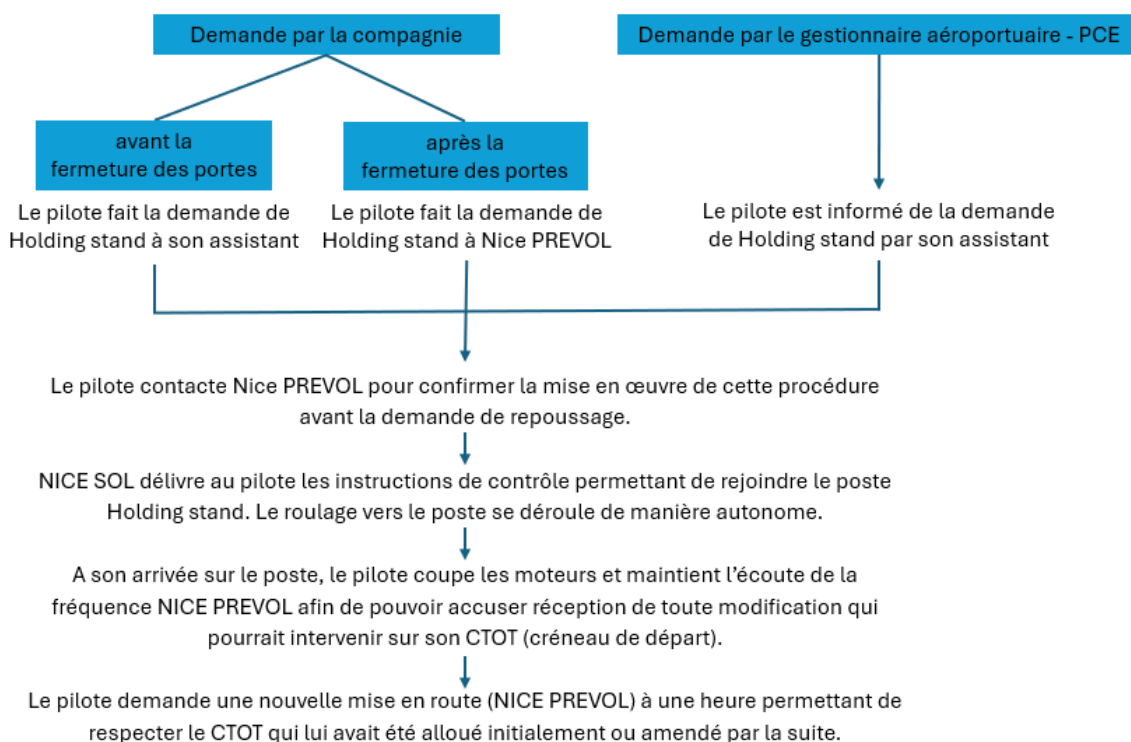 Demande par la compagnie
Demande par le gestionnaire aéroportuaire - PCE
avant la
fermeture des portes
après la
fermeture des portes
Le pilote fait la demande de
Holding stand à son assistant
Le pilote fait la demande de
Holding stand à Nice PREVOL
Le pilote est informé de la demande
de Holding stand par son assistant
Le pilote contacte Nice PREVOL pour confirmer la mise en œuvre de cette procédure
avant la demande de repoussage.
NICE SOL délivre au pilote les instructions de contrôle permettant de rejoindre le poste
Holding stand. Le roulage vers le poste se déroule de manière autonome.
A son arrivée sur le poste, le pilote coupe les moteurs et maintient l’écoute de la
fréquence NICE PREVOL afin de pouvoir accuser réception de toute modification qui
pourrait intervenir sur son CTOT (créneau de départ).
Le pilote demande une nouvelle mise en route (NICE PREVOL) à une heure permettant de
respecter le CTOT qui lui avait été alloué initialement ou amendé par la suite.